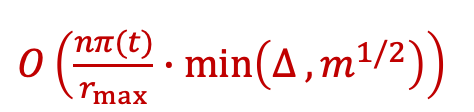 O(nπ(t)/r_max · min(Δ, m^{1/2}))